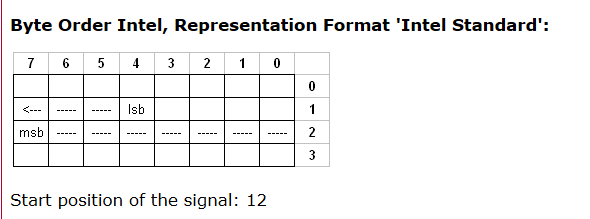 Byte Order Intel, Representation Format 'Intel Standard':
7 6 5 4 3 2 1 0
0
<--- ----- ----- lsb 1
msb ----- ----- ----- ----- ----- ----- ----- 2
3
Start position of the signal: 12